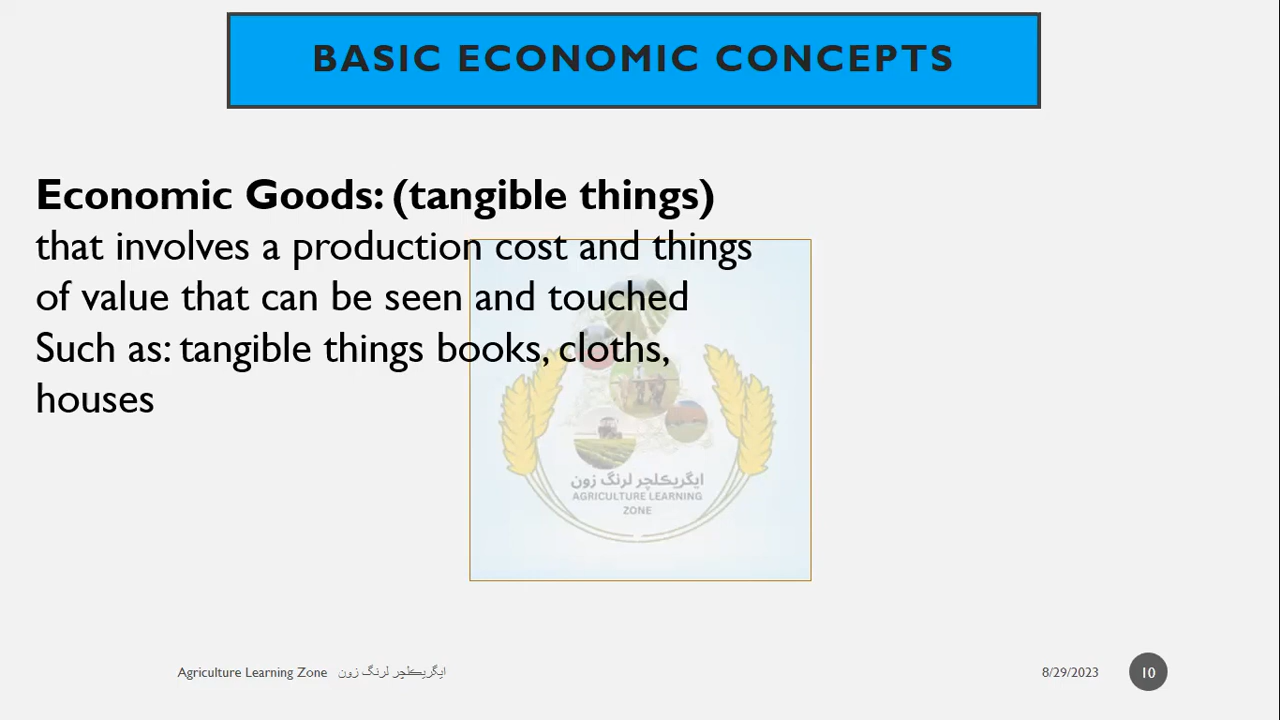 BASIC ECONOMIC CONCEPTS
Economic Goods: (tangible things)
that involves a production cost and things
of value that can be seen and touched
Such as: tangible things books, cloths,
houses
ایگریکلچر لرنگ زون
AGRICULTURE LEARNING
ZONE
Agriculture Learning Zone ایگریکلچر لرنگ زون
8/29/2023
10